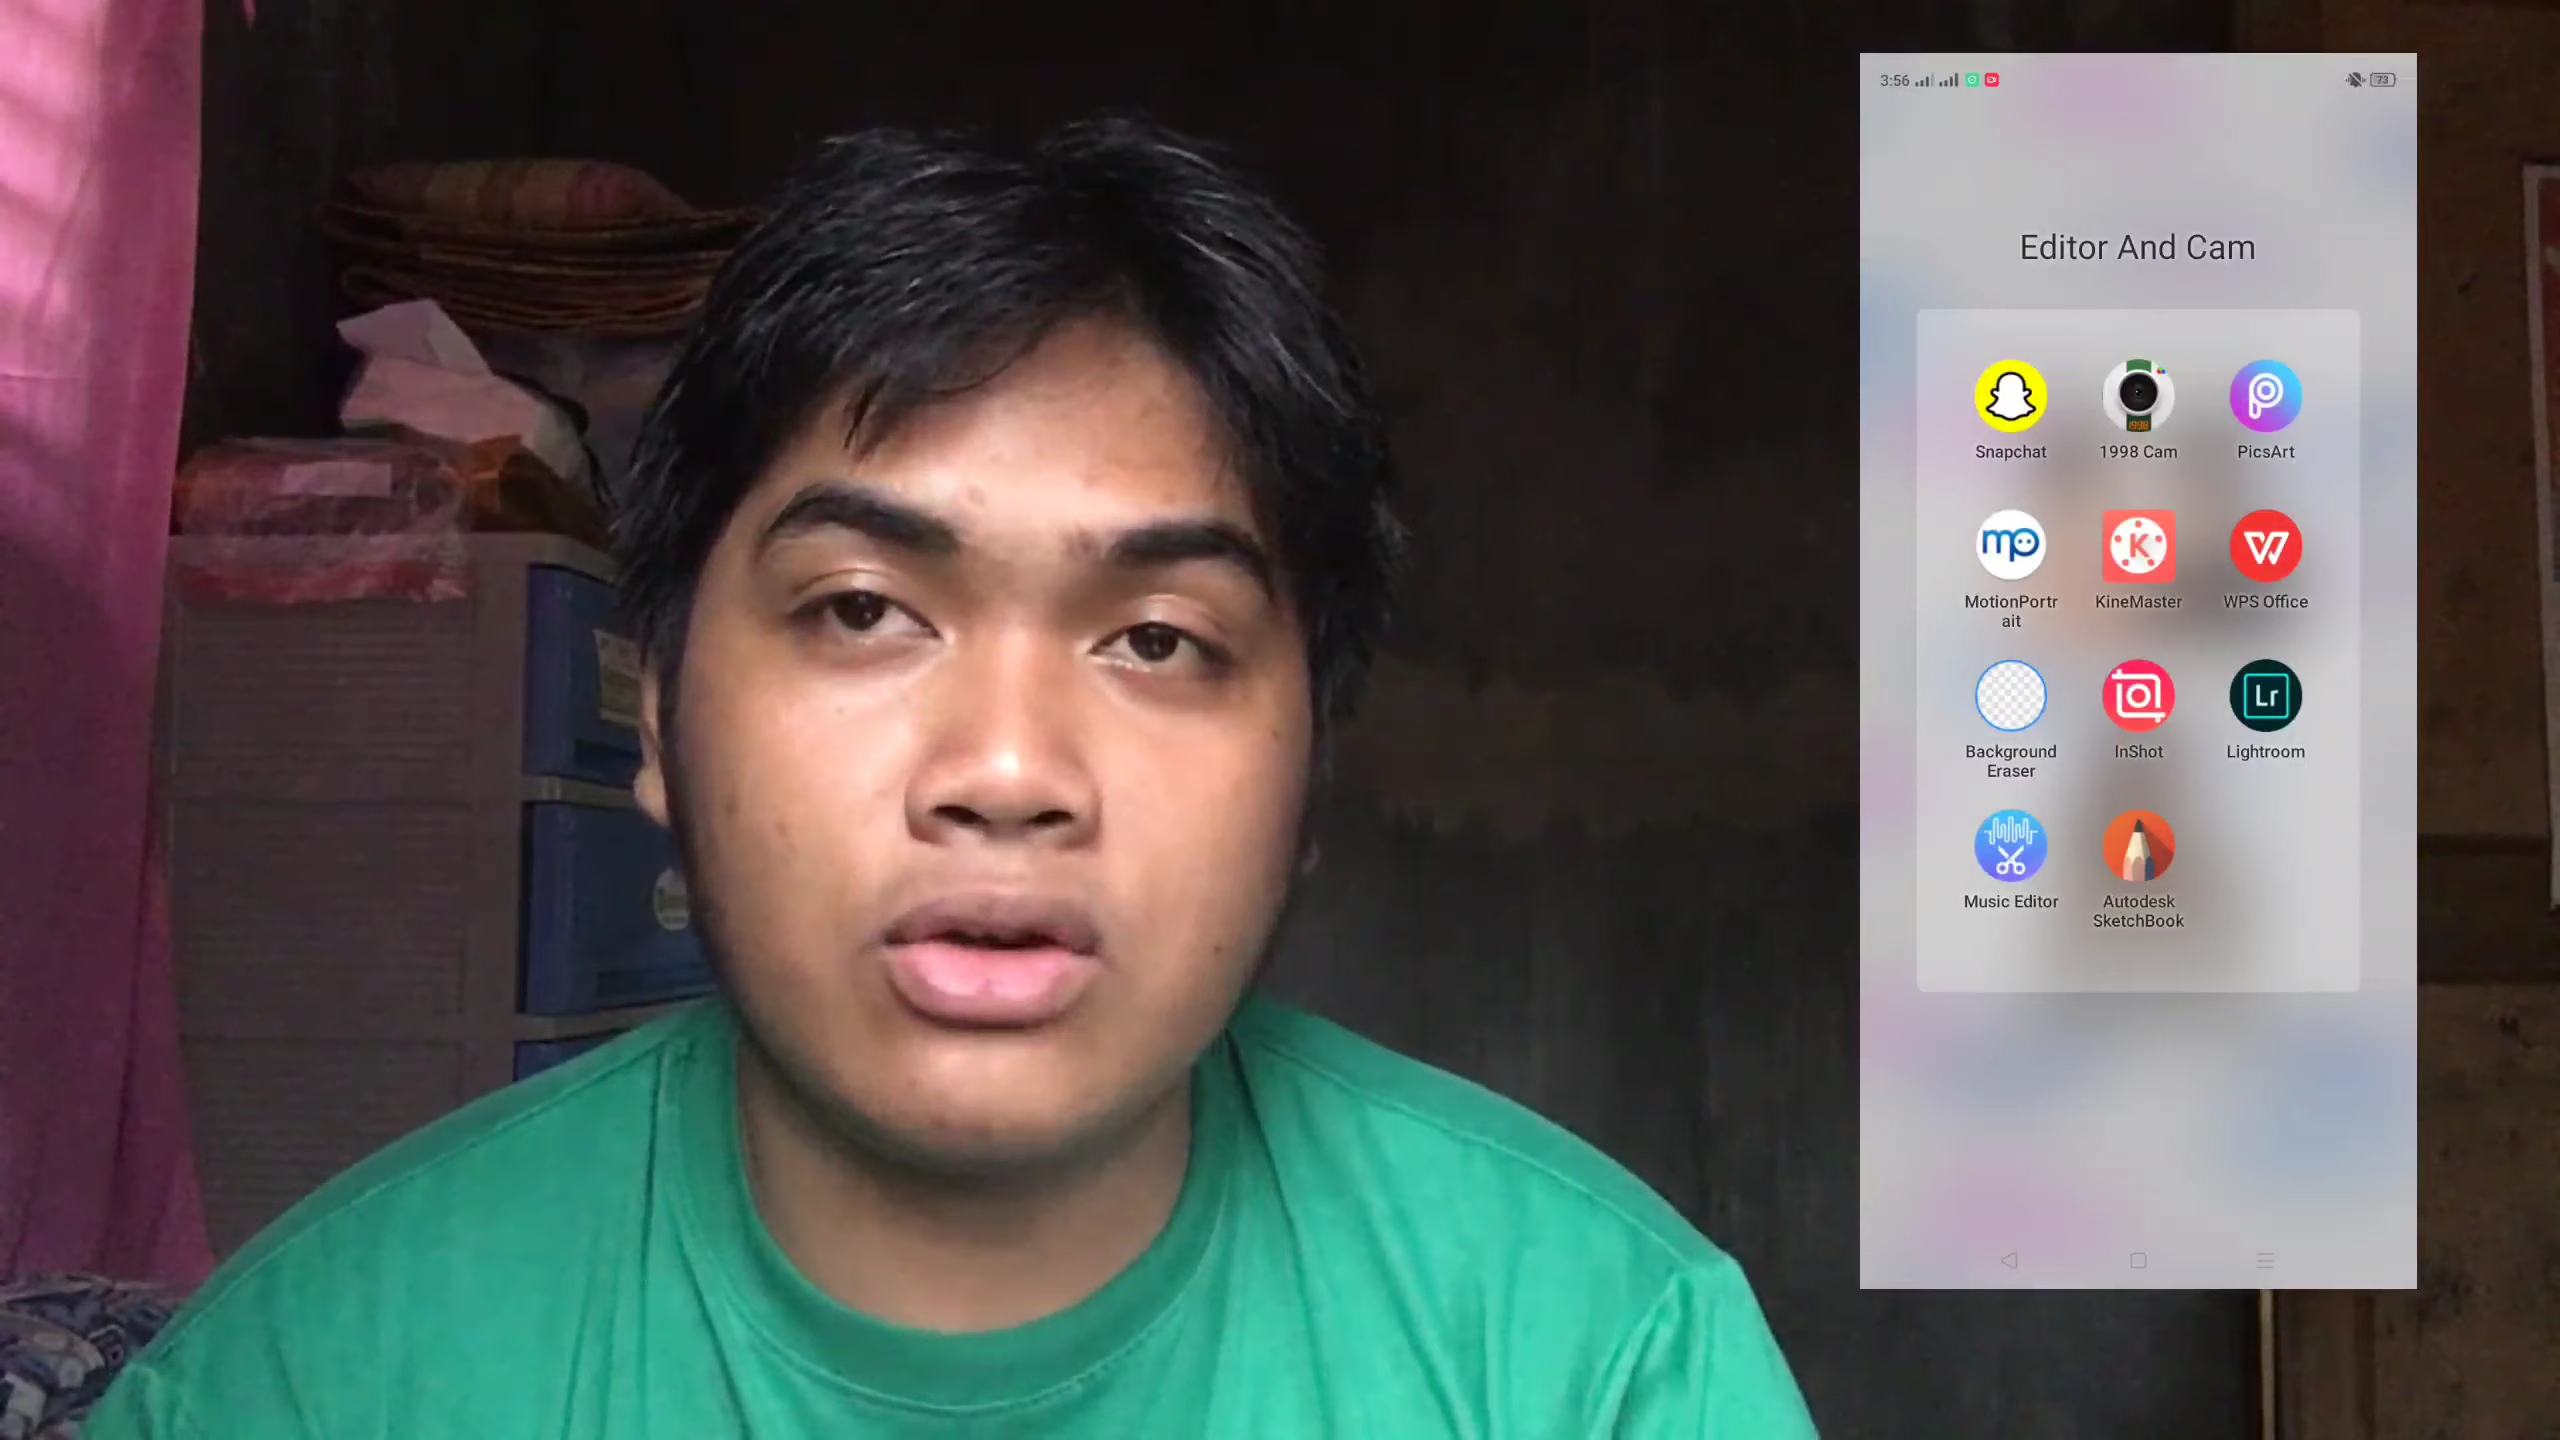 3:56
73
Editor And Cam
Snapchat
1998 Cam
PicsArt
MotionPortr
ait
KineMaster
WPS Office
Background
Eraser
InShot
Lightroom
Music Editor
Autodesk
SketchBook